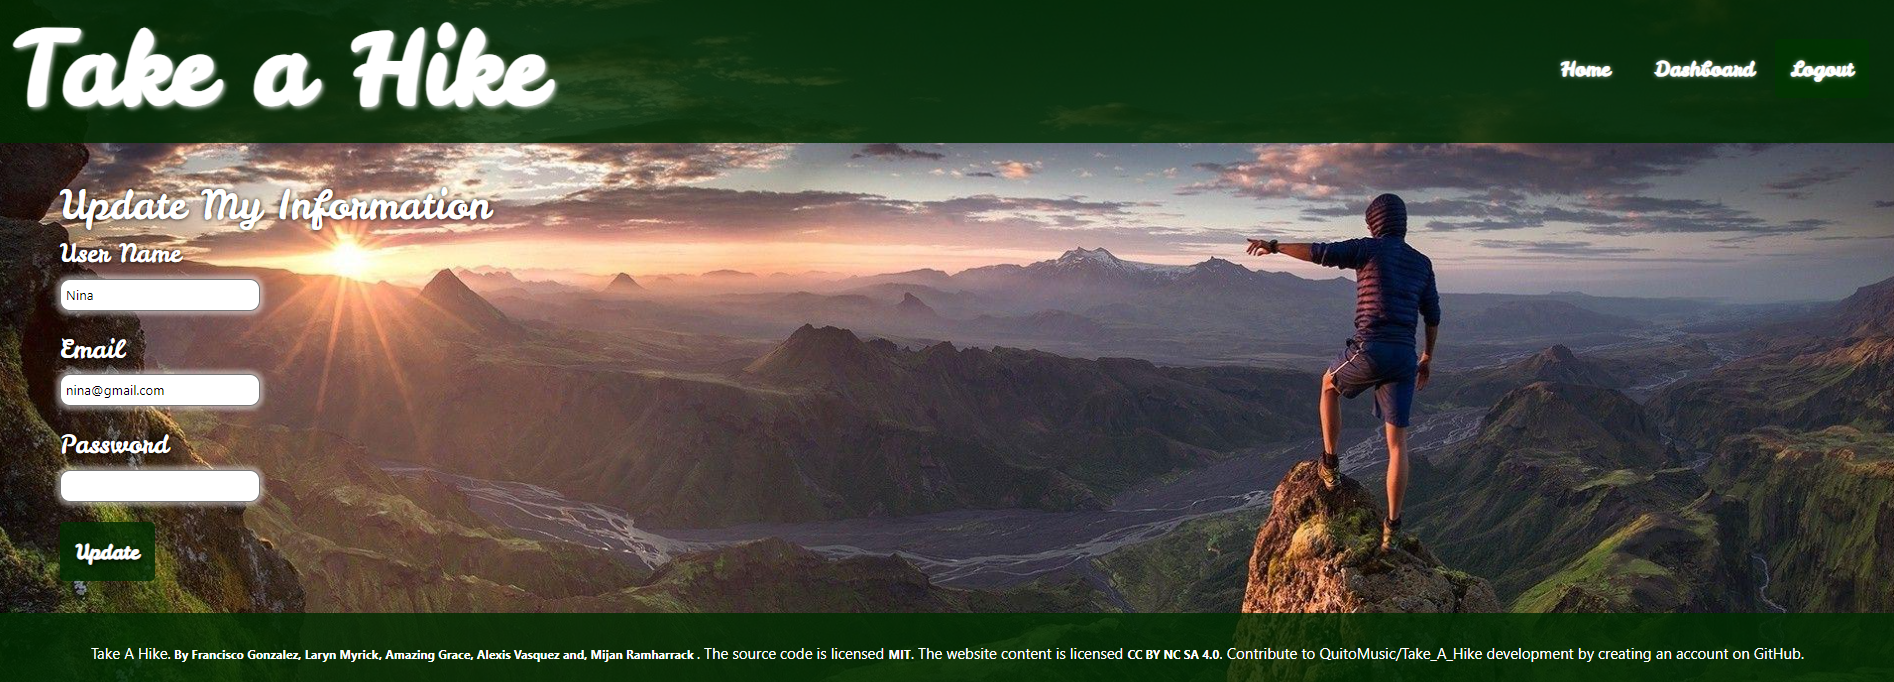 Take a Hike
Home Dashboard Logout
Update My Information
User Name
Nina
Email
nina@gmail.com
Password
Update
Take A Hike. By Francisco Gonzalez, Laryn Myrick, Amazing Grace, Alexis Vasquez and, Mijan Ramharrack . The source code is licensed MIT. The website content is licensed CC BY NC SA 4.0. Contribute to QuitoMusic/Take_A_Hike development by creating an account on GitHub.